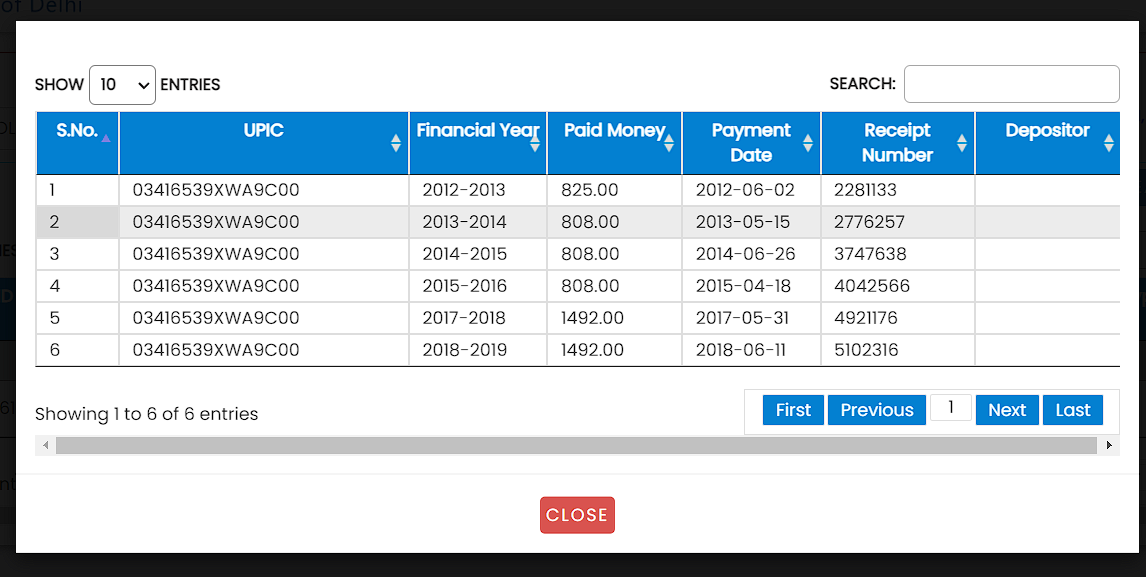 of Delhi
SHOW 10 ENTRIES
SEARCH:
S.No. UPIC Financial Year Paid Money Payment Date Receipt Number Depositor
1 03416539XWA9C00 2012-2013 825.00 2012-06-02 2281133
2 03416539XWA9C00 2013-2014 808.00 2013-05-15 2776257
3 03416539XWA9C00 2014-2015 808.00 2014-06-26 3747638
4 03416539XWA9C00 2015-2016 808.00 2015-04-18 4042566
5 03416539XWA9C00 2017-2018 1492.00 2017-05-31 4921176
6 03416539XWA9C00 2018-2019 1492.00 2018-06-11 5102316
Showing 1 to 6 of 6 entries
First Previous 1 Next Last
CLOSE